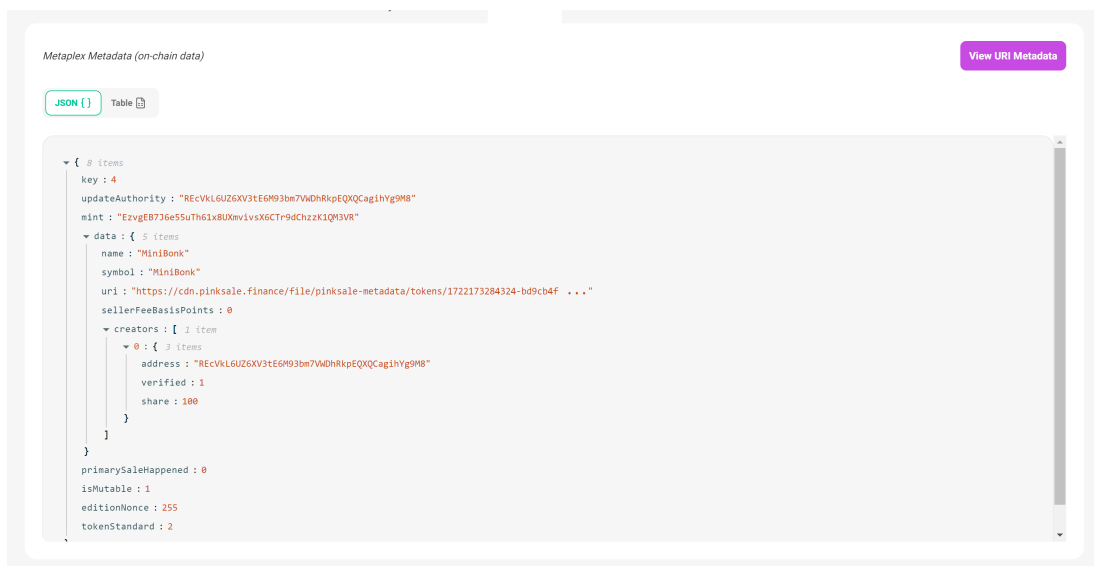 Metaplex Metadata (on-chain data)
View URI Metadata
JSON { }
Table
{ 8 items
key : 4
updateAuthority : "REcVkL6UZ6XV3tE6M93bm7VWDhRkpEQXQCagihYg9M8"
mint : "EzvgEB7J6e55uTh61x8UXmvivsX6CTr9dChzzK1QM3VR"
data : { 5 items
name : "MiniBonk"
symbol : "MiniBonk"
uri : "https://cdn.pinksale.finance/file/pinksale-metadata/tokens/1722173284324-bd9cb4f ..."
sellerFeeBasisPoints : 0
creators : [ 1 item
0 : { 3 items
address : "REcVkL6UZ6XV3tE6M93bm7VWDhRkpEQXQCagihYg9M8"
verified : 1
share : 100
}
]
}
primarySaleHappened : 0
isMutable : 1
editionNonce : 255
tokenStandard : 2